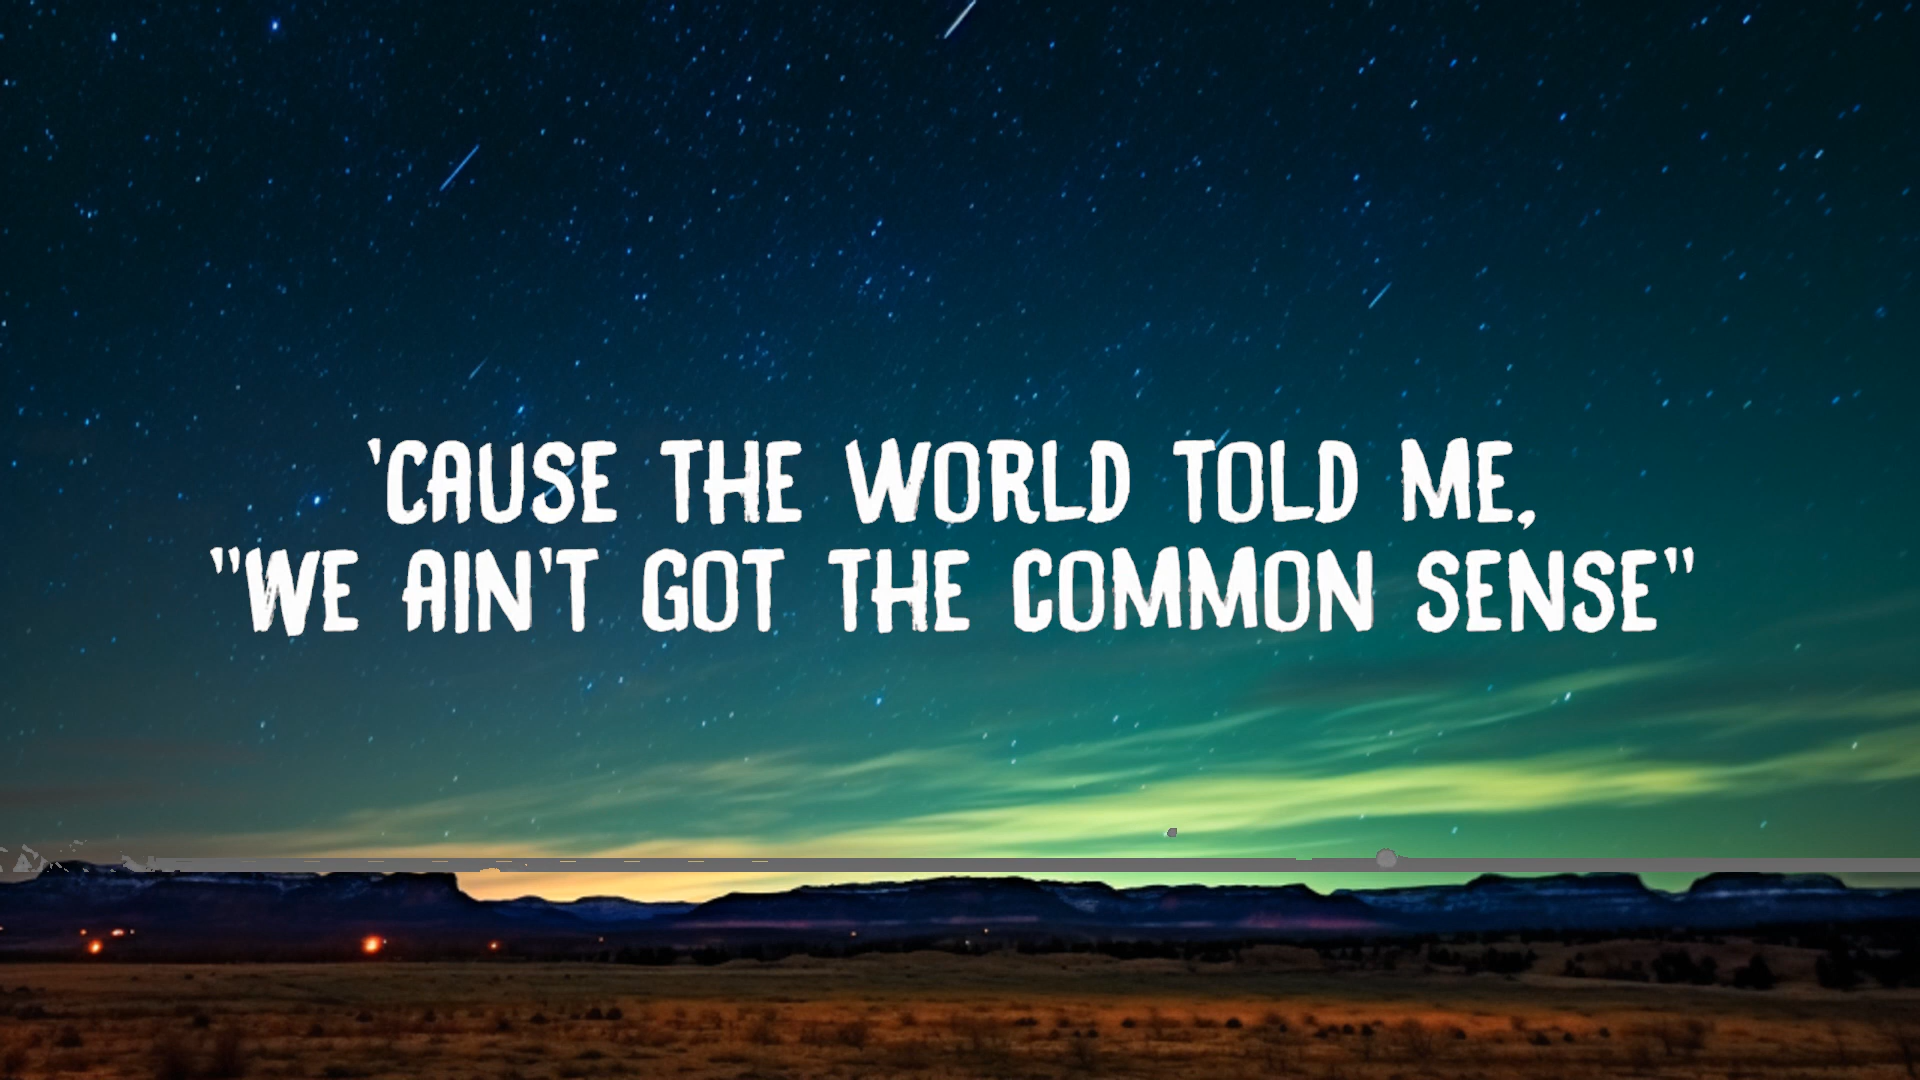 'CAUSE THE WORLD TOLD ME,
"WE AIN'T GOT THE COMMON SENSE"